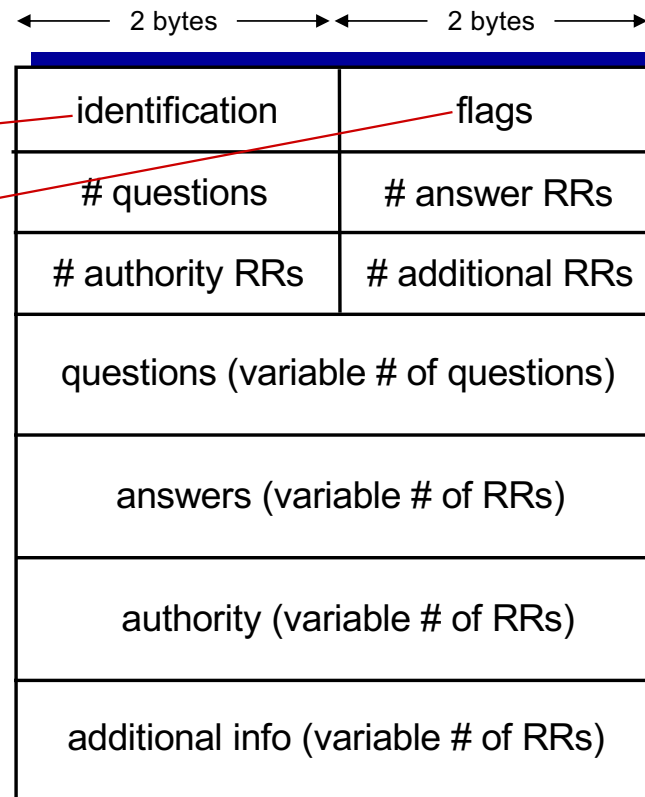 2 bytes 2 bytes
identification flags
# questions # answer RRs
# authority RRs # additional RRs
questions (variable # of questions)
answers (variable # of RRs)
authority (variable # of RRs)
additional info (variable # of RRs)